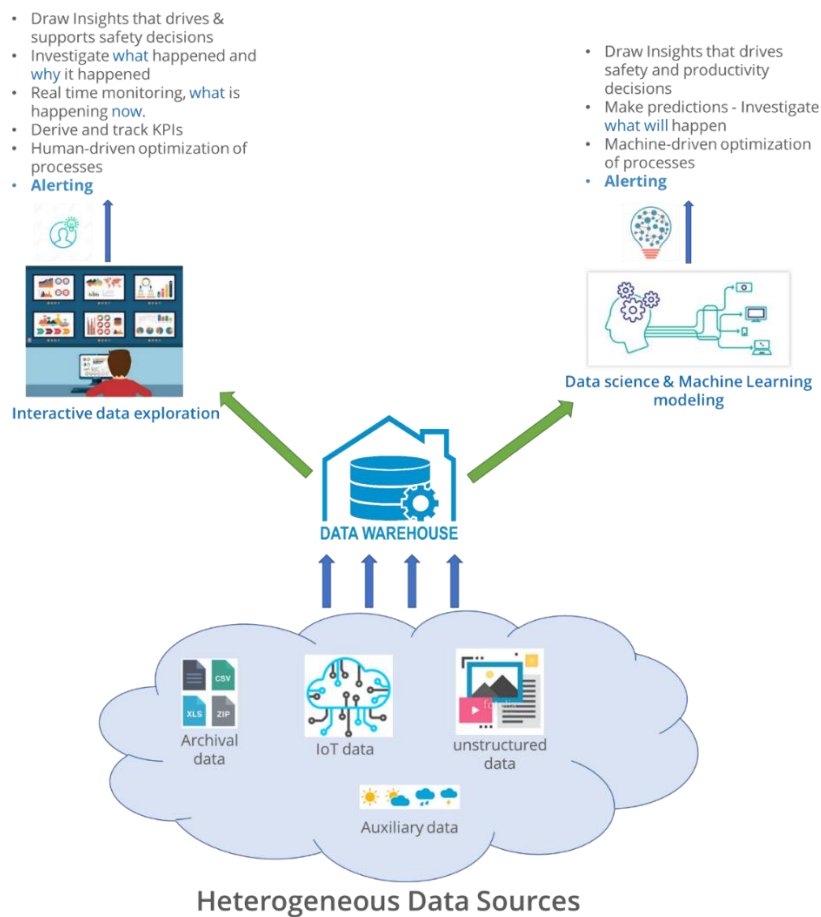 • Draw Insights that drives &
supports safety decisions
• Investigate what happened and
why it happened
• Real time monitoring, what is
happening now.
• Derive and track KPIs
• Human-driven optimization of
processes
• Alerting
• Draw Insights that drives
safety and productivity
decisions
• Make predictions - Investigate
what will happen
• Machine-driven optimization
of processes
• Alerting
Interactive data exploration
Data science & Machine Learning
modeling
DATA WAREHOUSE
CSV
XLS
ZIP
Archival
data
IoT data
unstructured
data
Auxiliary data
Heterogeneous Data Sources